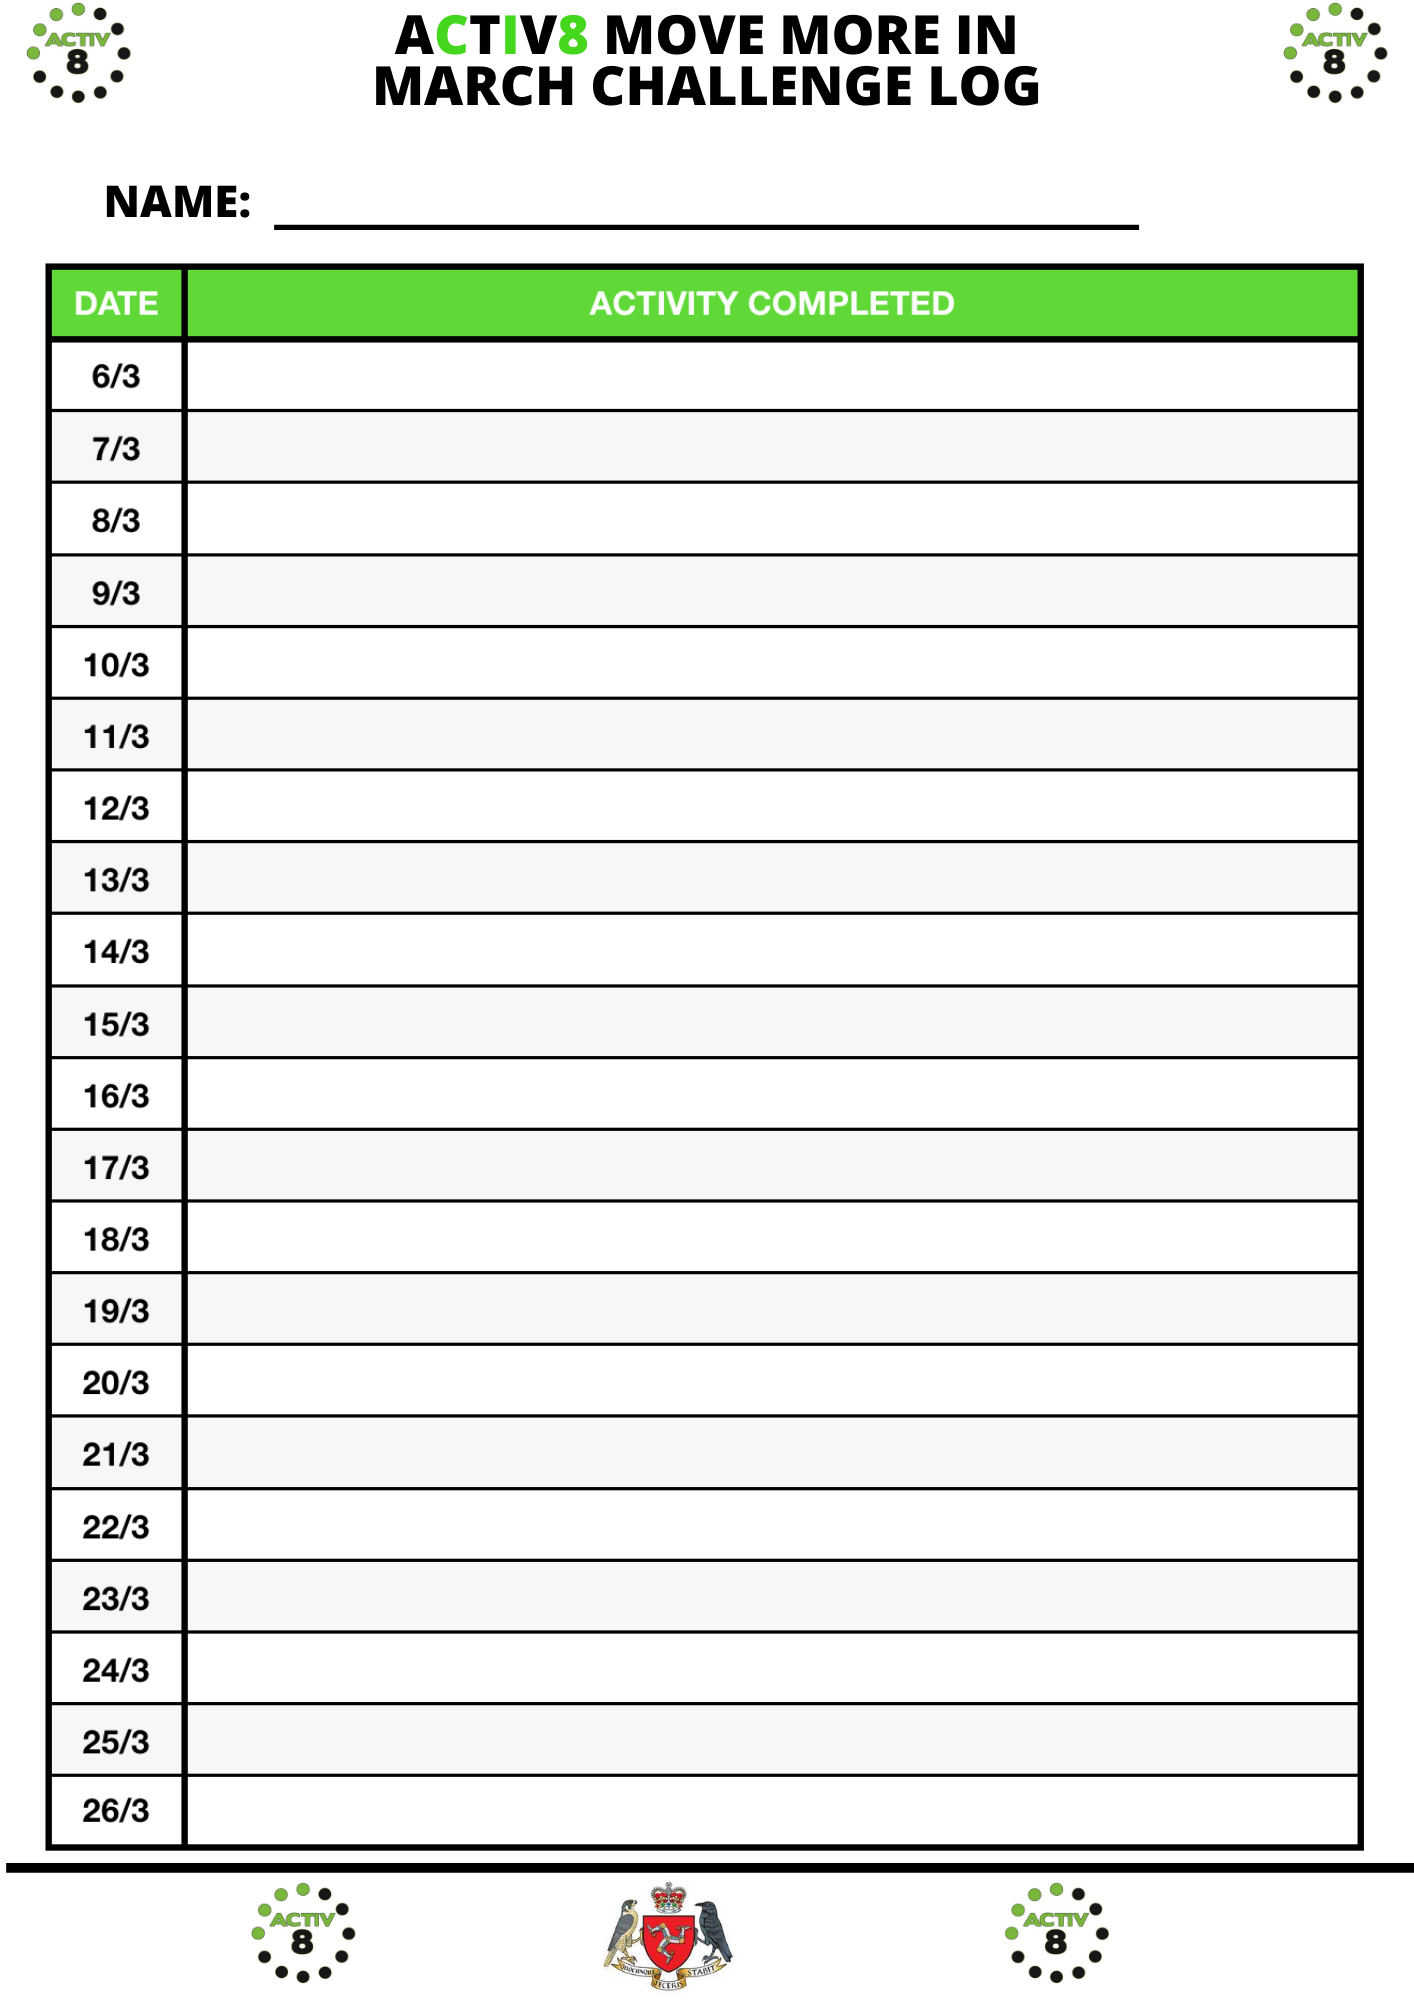 ACTIV
8
ACTIV8 MOVE MORE IN
MARCH CHALLENGE LOG
ACTIV
8
NAME:
DATE ACTIVITY COMPLETED
6/3
7/3
8/3
9/3
10/3
11/3
12/3
13/3
14/3
15/3
16/3
17/3
18/3
19/3
20/3
21/3
22/3
23/3
24/3
25/3
26/3
ACTIV
8
STABIT
JECERIS
ACTIV
8